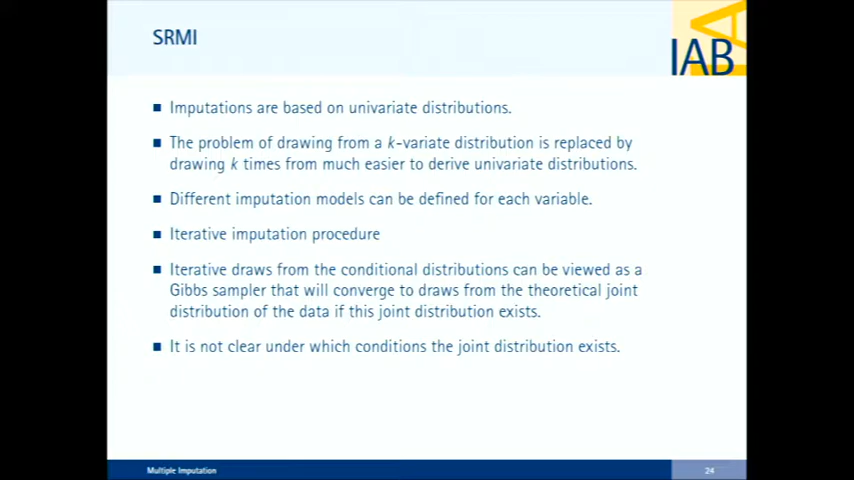 SRMI
IAB
Imputations are based on univariate distributions.
The problem of drawing from a k-variate distribution is replaced by
drawing k times from much easier to derive univariate distributions.
Different imputation models can be defined for each variable.
Iterative imputation procedure
Iterative draws from the conditional distributions can be viewed as a
Gibbs sampler that will converge to draws from the theoretical joint
distribution of the data if this joint distribution exists.
It is not clear under which conditions the joint distribution exists.
Multiple Imputation
24